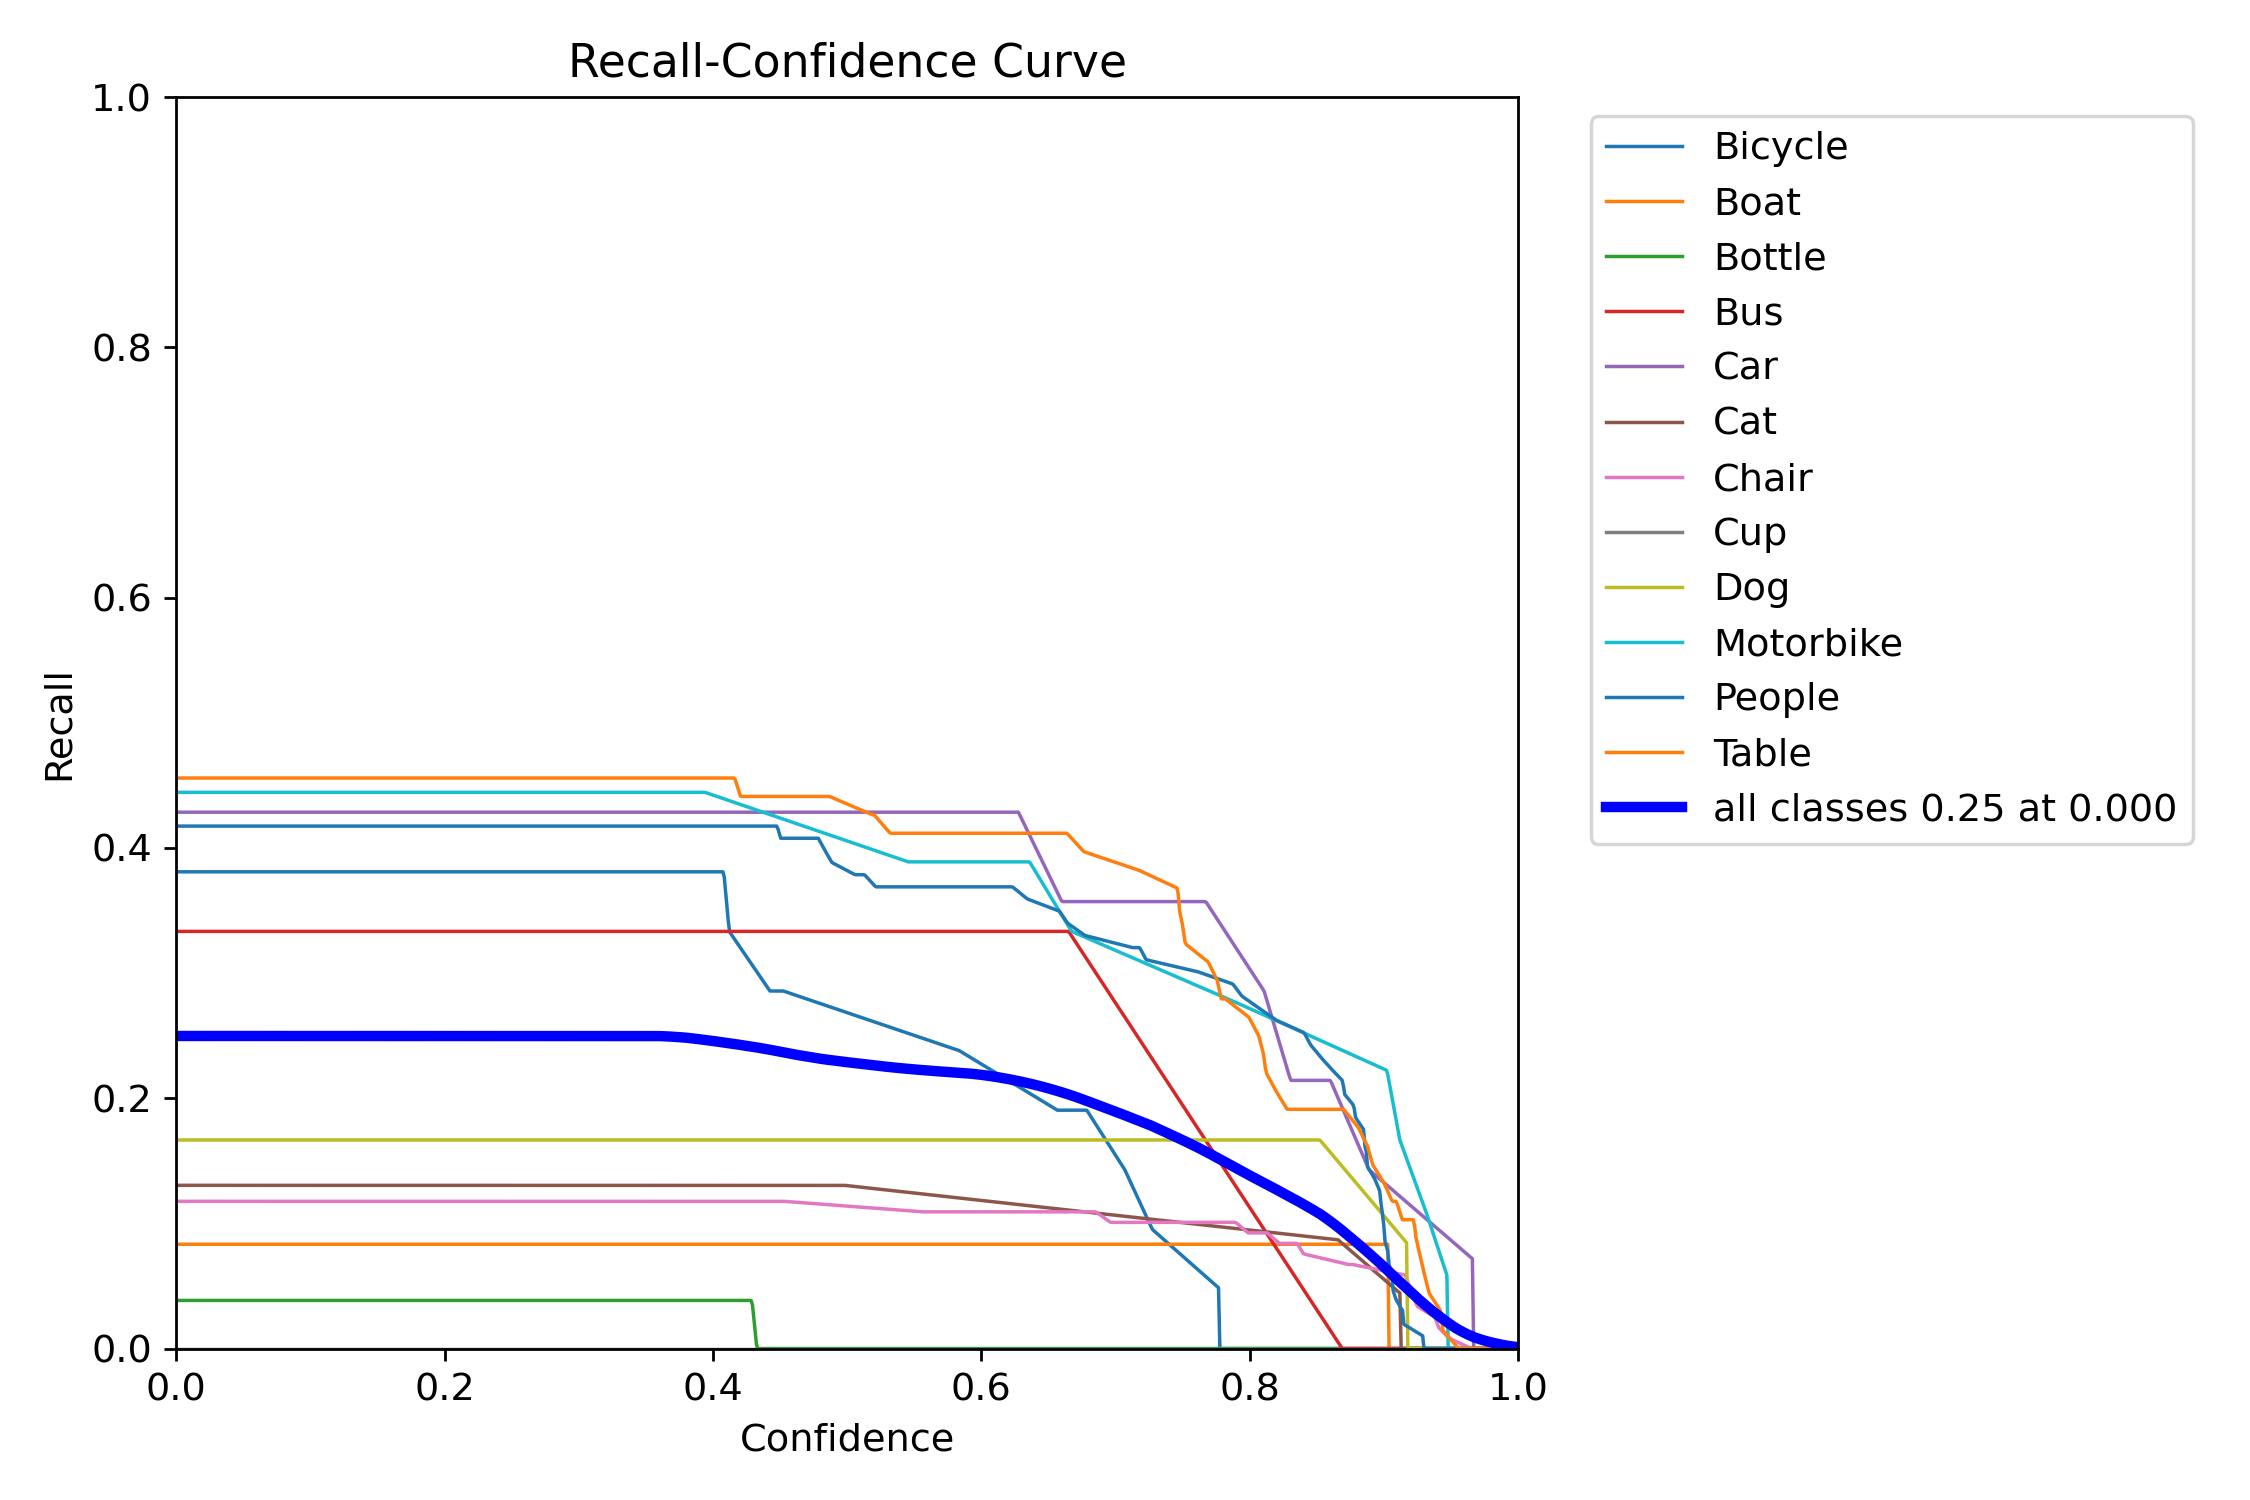 Recall-Confidence Curve
1.0
0.8
0.6
0.4
0.2
0.0
Recall
0.0 0.2 0.4 0.6 0.8 1.0
Confidence
Bicycle
Boat
Bottle
Bus
Car
Cat
Chair
Cup
Dog
Motorbike
People
Table
all classes 0.25 at 0.000